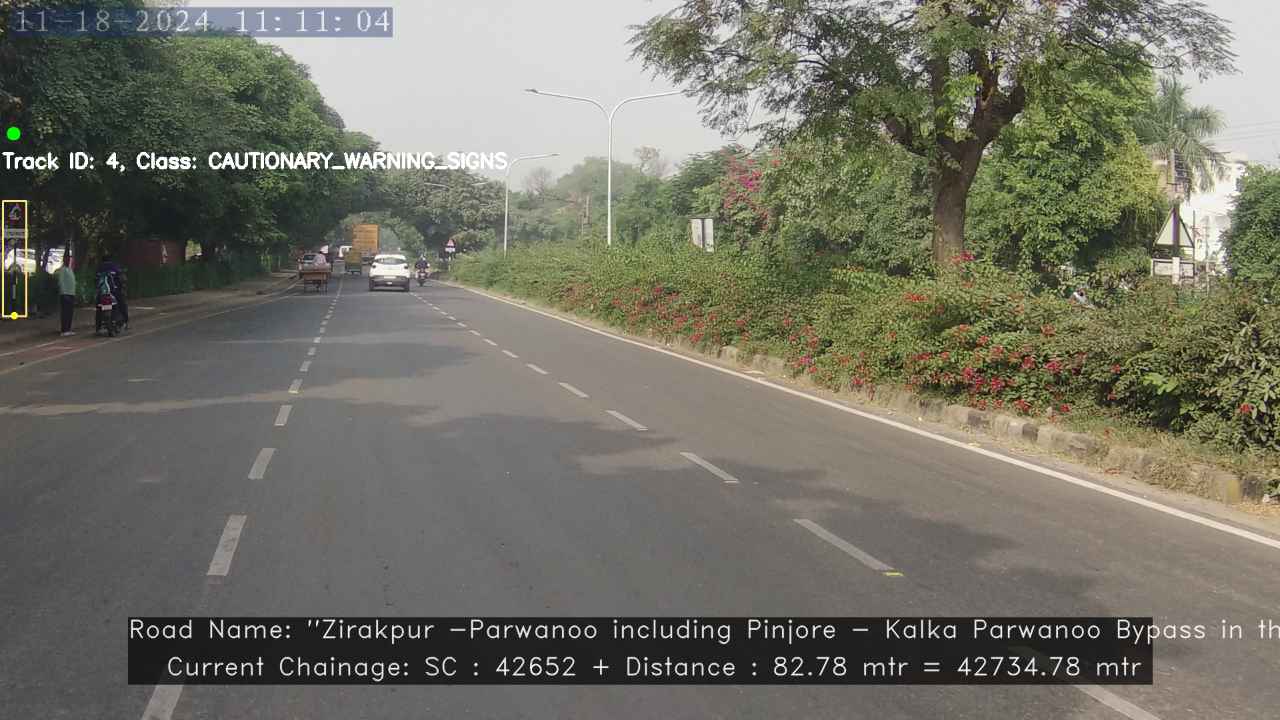 11-18-2024 11:11:04
Track ID: 4, Class: CAUTIONARY_WARNING_SIGNS
Road Name: "Zirakpur -Parwanoo including Pinjore - Kalka Parwanoo Bypass in th
Current Chainage: SC : 42652 + Distance : 82.78 mtr = 42734.78 mtr